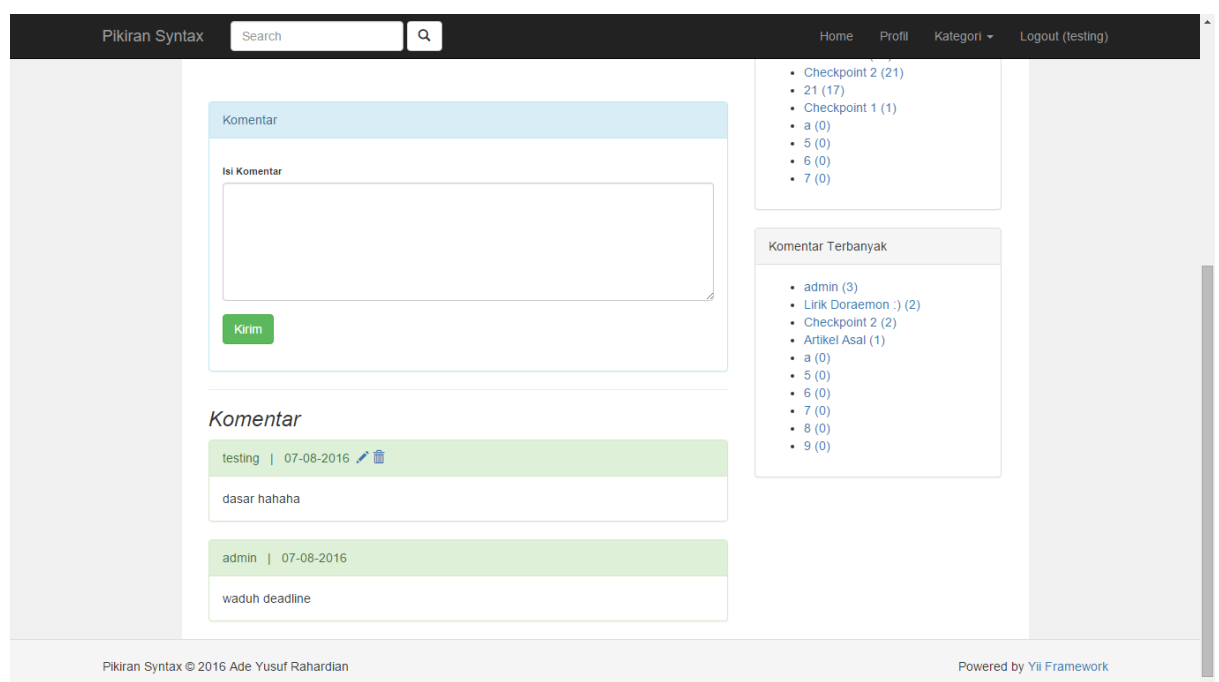 Pikiran Syntax Search Home Profil Kategori Logout (testing)
Checkpoint 2 (21)
21 (17)
Checkpoint 1 (1)
a (0)
5 (0)
6 (0)
7 (0)
Komentar
Isi Komentar
Kirim
Komentar Terbanyak
admin (3)
Lirik Doraemon :) (2)
Checkpoint 2 (2)
Artikel Asal (1)
a (0)
5 (0)
6 (0)
7 (0)
8 (0)
9 (0)
Komentar
testing | 07-08-2016
dasar hahaha
admin | 07-08-2016
waduh deadline
Pikiran Syntax © 2016 Ade Yusuf Rahardian Powered by Yii Framework